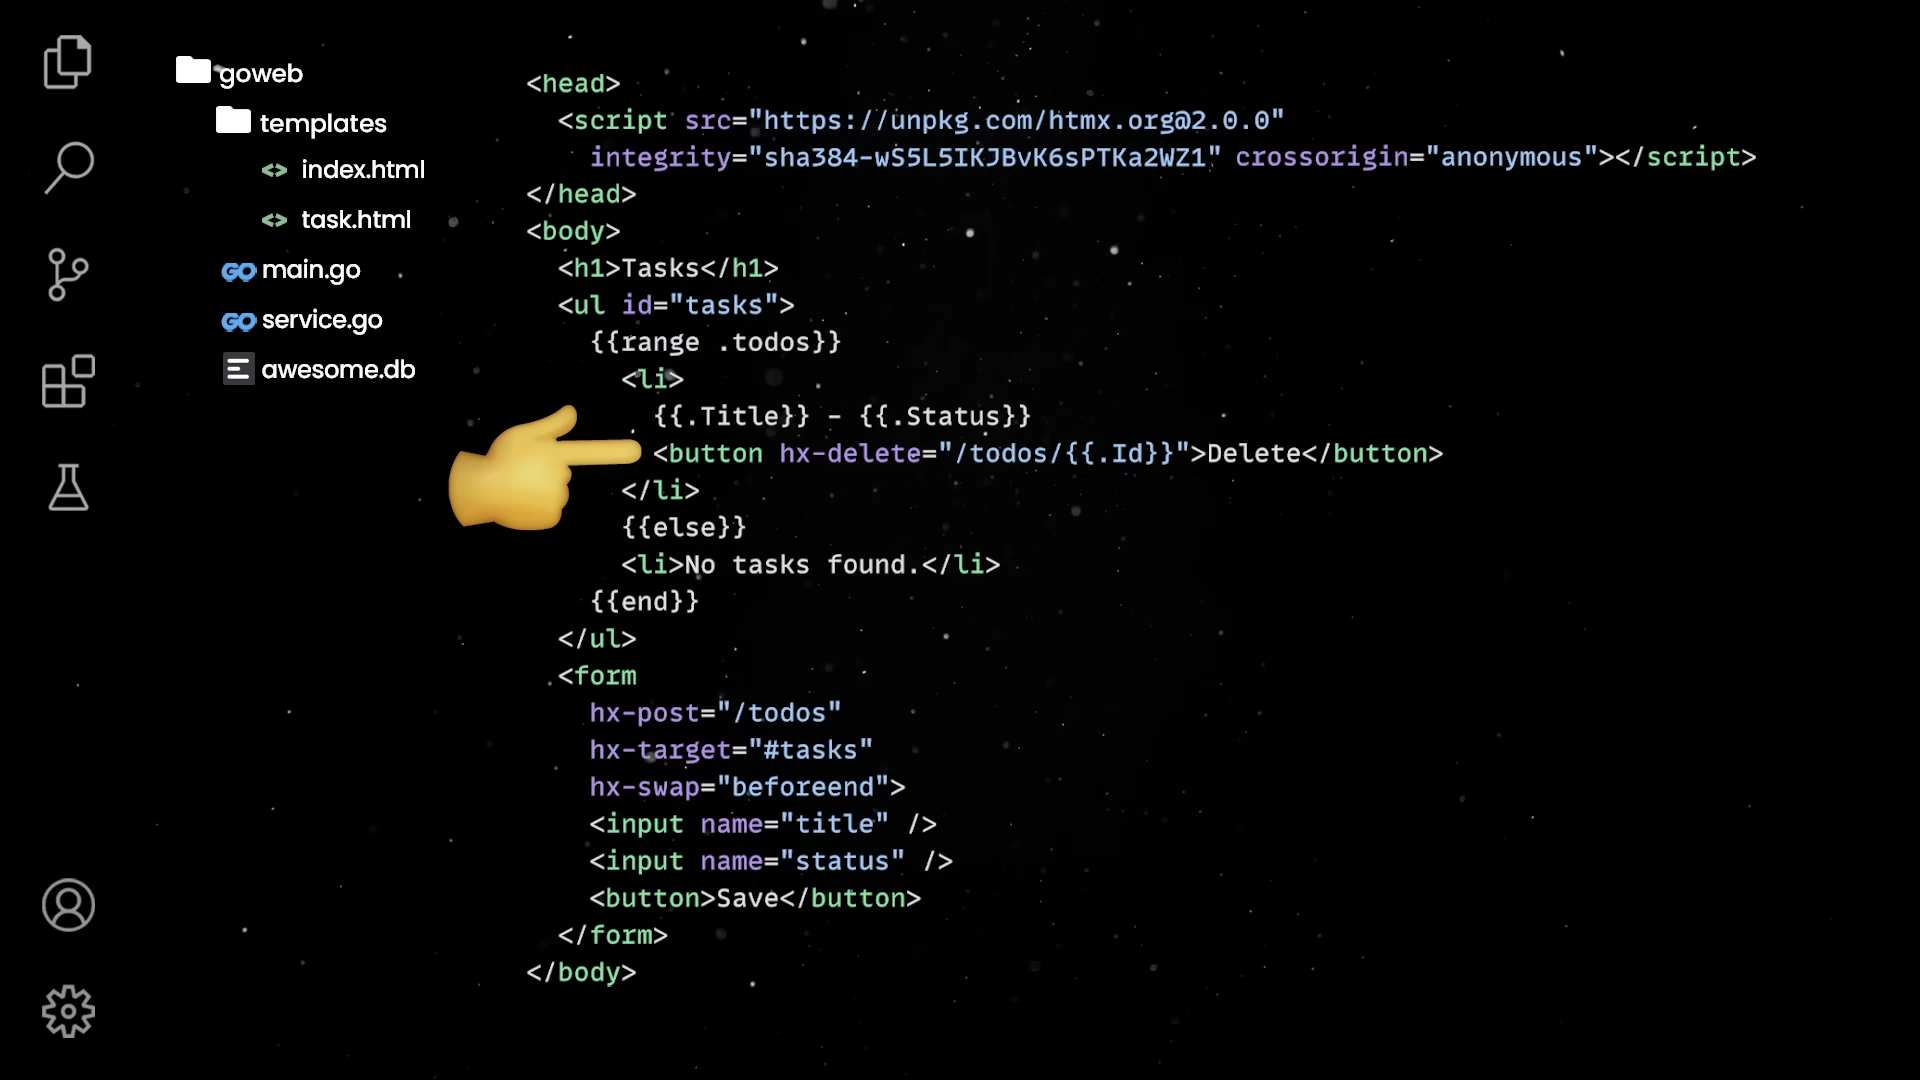 goweb
templates
<> index.html
<> task.html
GO main.go
GO service.go
awesome.db
<head>
<script src="https://unpkg.com/htmx.org@2.0.0"
integrity="sha384-wS5L5IKJBvK6sPTKa2WZ1" crossorigin="anonymous"></script>
</head>
<body>
<h1>Tasks</h1>
<ul id="tasks">
{{range .todos}}
<li>
{{.Title}} - {{.Status}}
<button hx-delete="/todos/{{.Id}}">Delete</button>
</li>
{{else}}
<li>No tasks found.</li>
{{end}}
</ul>
<form
hx-post="/todos"
hx-target="#tasks"
hx-swap="beforeend">
<input name="title" />
<input name="status" />
<button>Save</button>
</form>
</body>